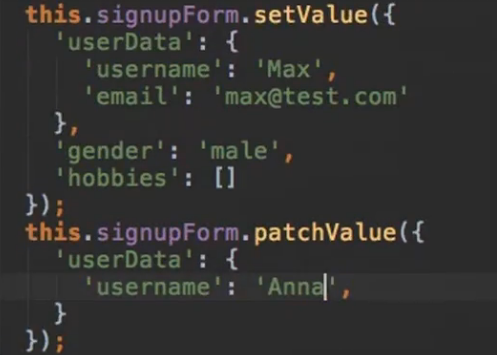 this.signupForm.setValue({
'userData': {
'username': 'Max',
'email': 'max@test.com'
},
'gender': 'male',
'hobbies': []
});
this.signupForm.patchValue({
'userData': {
'username': 'Anna',
}
});